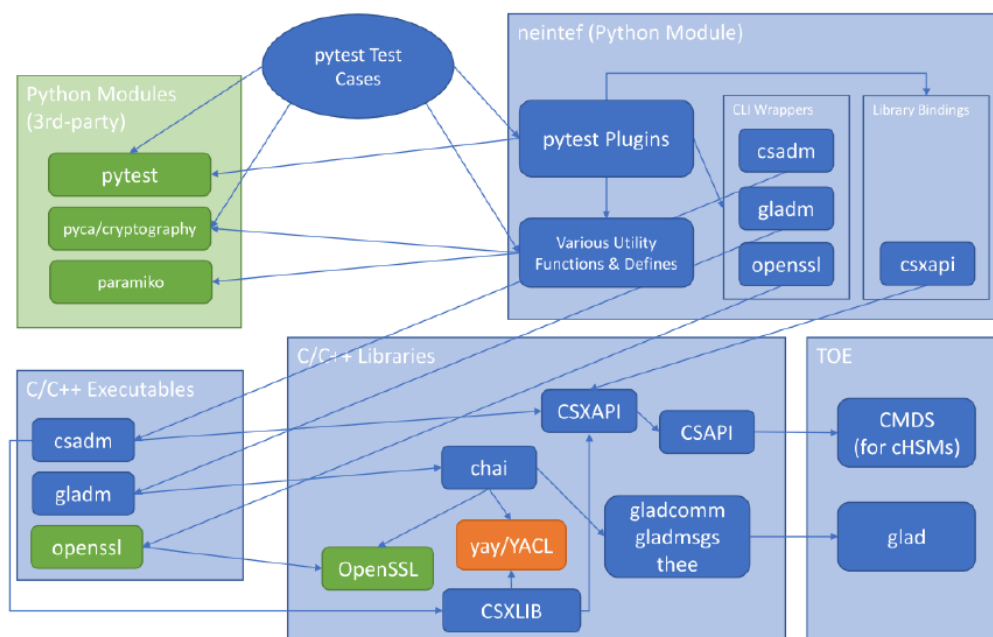 neintef (Python Module)
pytest Test
Cases
Python Modules
(3rd-party)
pytest
pyca/cryptography
paramiko
pytest Plugins
Various Utility
Functions & Defines
CLI Wrappers
csadm
gladm
openssl
Library Bindings
csxapi
C/C++ Executables
csadm
gladm
openssl
C/C++ Libraries
CSXAPI
CSAPI
chai
gladcomm
gladmsgs
thee
yay/YACL
OpenSSL
CSXLIB
TOE
CMDS
(for cHSMs)
glad